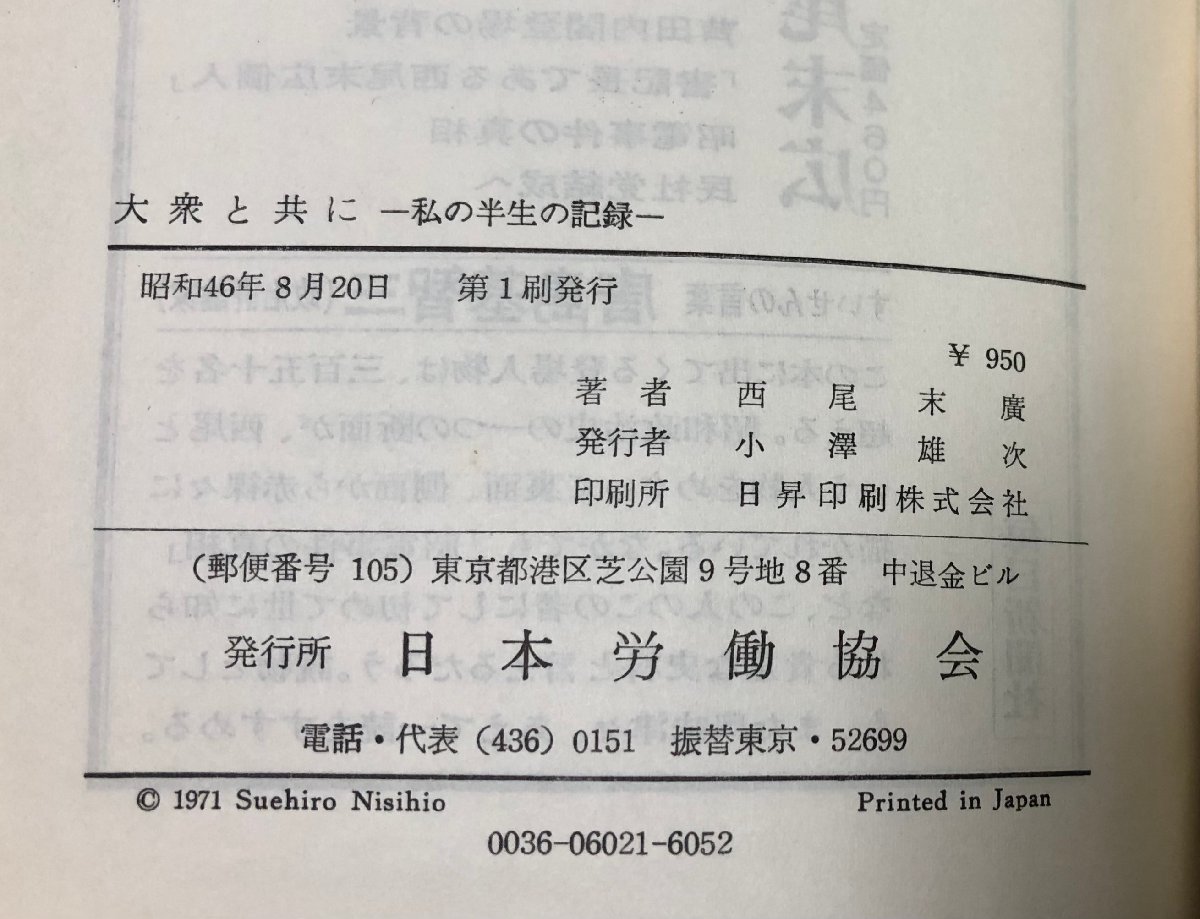 大衆と共に ―私の半生の記録―
昭和46年8月20日 第1刷発行
¥ 950
著者 西尾末廣
発行者 小澤雄次
印刷所 日昇印刷株式会社
(郵便番号 105) 東京都港区芝公園9号地8番 中退金ビル
発行所 日本労働協会
電話・代表 (436) 0151 振替東京・52699
© 1971 Suehiro Nisihio
Printed in Japan
0036-06021-6052